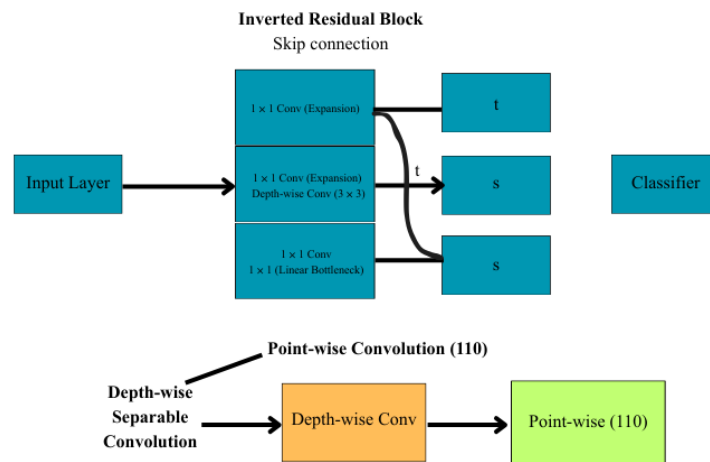 Inverted Residual Block
Skip connection
1 × 1 Conv (Expansion)
t
Input Layer
1 × 1 Conv (Expansion)
Depth-wise Conv (3 × 3)
t
s
Classifier
1 × 1 Conv
1 × 1 (Linear Bottleneck)
s
Point-wise Convolution (110)
Depth-wise
Separable
Convolution
Depth-wise Conv
Point-wise (110)